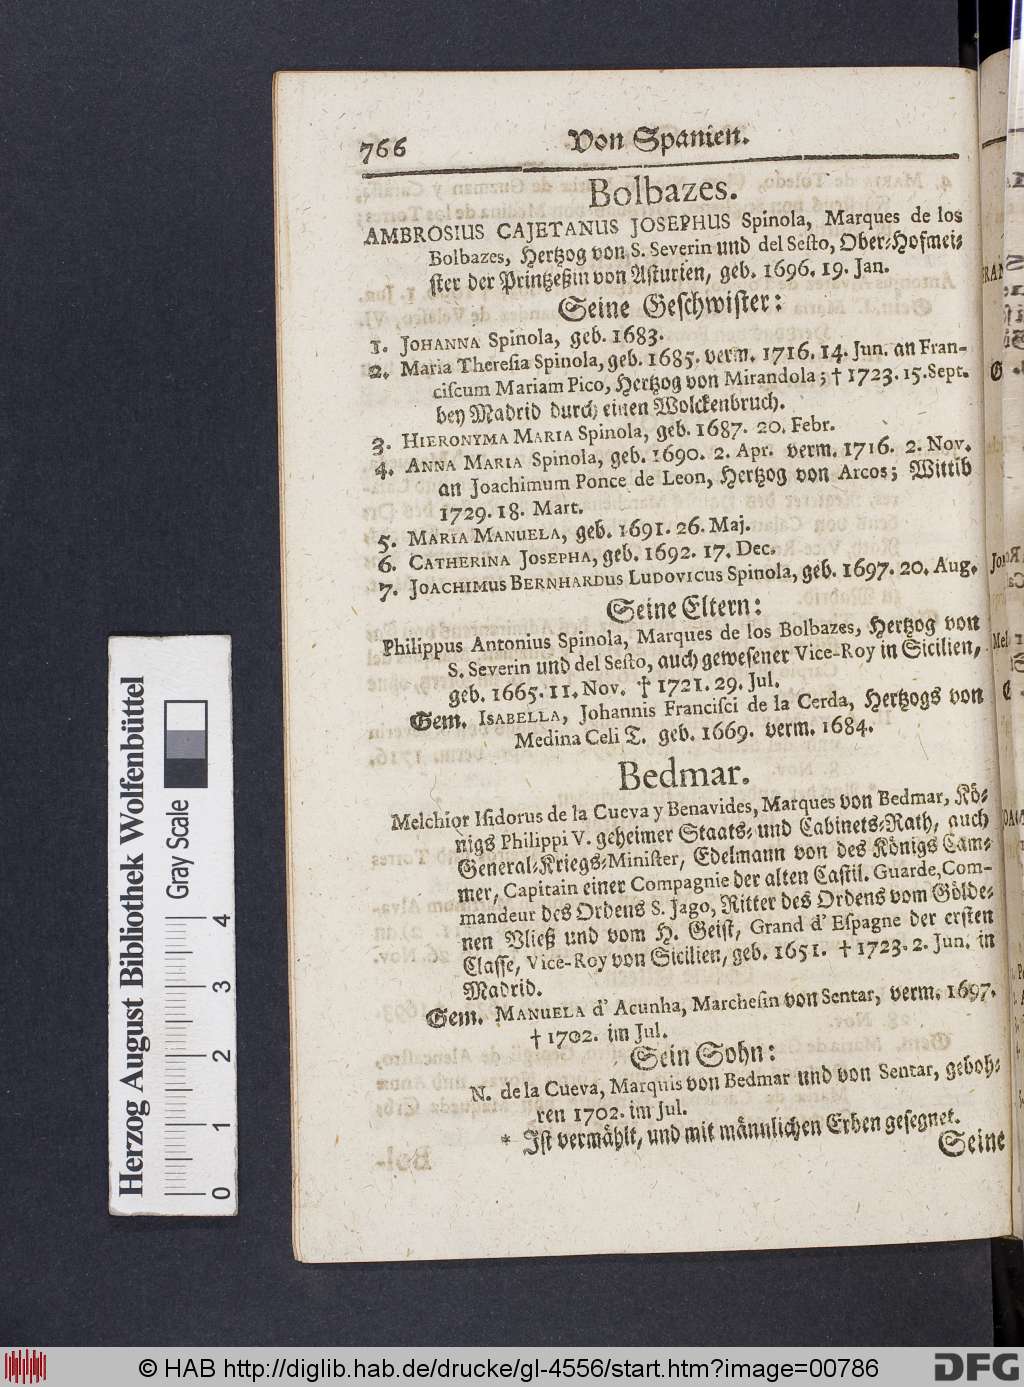 766 Von Spanien.
Bolbazes.
AMBROSIUS CAJETANUS JOSEPHUS Spinola, Marques de los
Bolbazes, Hertzog von S. Severin und del Sesto, Ober-Hofmei-
ster der Printzeßin von Asturien, geb. 1696. 19. Jan.
Seine Geschwister:
1. JOHANNA Spinola, geb. 1683.
2. Maria Theresia Spinola, geb. 1685. verm. 1716. 14. Jun. an Fran-
ciscum Mariam Pico, Hertzog von Mirandola; † 1723. 15. Sept.
bey Madrid durch einen Wolckenbruch.
3. HIERONYMA MARIA Spinola, geb. 1687. 20. Febr.
4. ANNA MARIA Spinola, geb. 1690. 2. Apr. verm. 1716. 2. Nov.
an Joachimum Ponce de Leon, Hertzog von Arcos; Wittib
1729. 18. Mart.
5. MARIA MANUELA, geb. 1691. 26. Maj.
6. CATHERINA JOSEPHA, geb. 1692. 17. Dec.
7. JOACHIMUS BERNHARDUS LUDOVICUS Spinola, geb. 1697. 20. Aug.
Seine Eltern:
Philippus Antonius Spinola, Marques de los Bolbazes, Hertzog von
S. Severin und del Sesto, auch gewesener Vice-Roy in Sicilien,
geb. 1665. 11. Nov. † 1721. 29. Jul.
Gem. ISABELLA, Johannis Francisci de la Cerda, Hertzogs von
Medina Celi T. geb. 1669. verm. 1684.
Bedmar.
Melchior Isidorus de la Cueva y Benavides, Marques von Bedmar, Kö-
nigs Philippi V. geheimer Staats- und Cabinets-Rath, auch
General-Kriegs-Minister, Edelmann von des Königs Cam-
mer, Capitain einer Compagnie der alten Castil. Guarde, Com-
mandeur des Ordens S. Jago, Ritter des Ordens vom Gölde-
nen Vließ und vom H. Geist, Grand d' Espagne der ersten
Classe, Vice-Roy von Sicilien, geb. 1651. † 1723. 2. Jun. in
Madrid.
Gem. MANUELA d' Acunha, Marchesin von Sentar, verm. 1697.
† 1702. im Jul.
Sein Sohn:
N. de la Cueva, Marquis von Bedmar und von Sentar, geboh-
ren 1702. im Jul.
* Ist vermählt, und mit männlichen Erben gesegnet.
Seine
Herzog August Bibliothek Wolfenbüttel
Gray Scale
0 1 2 3 4
© HAB http://diglib.hab.de/drucke/gl-4556/start.htm?image=00786
DFG